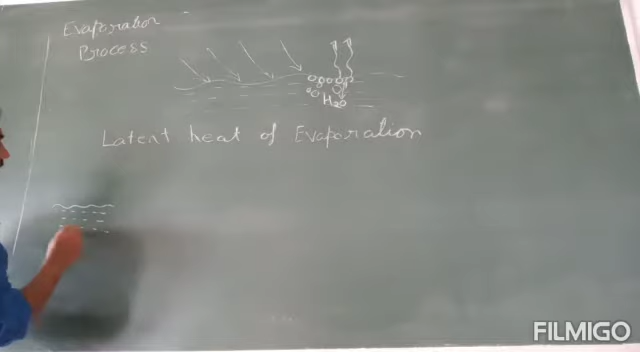 Evaporation
Process
H₂O
Latent heat of Evaporation
FILMIGO